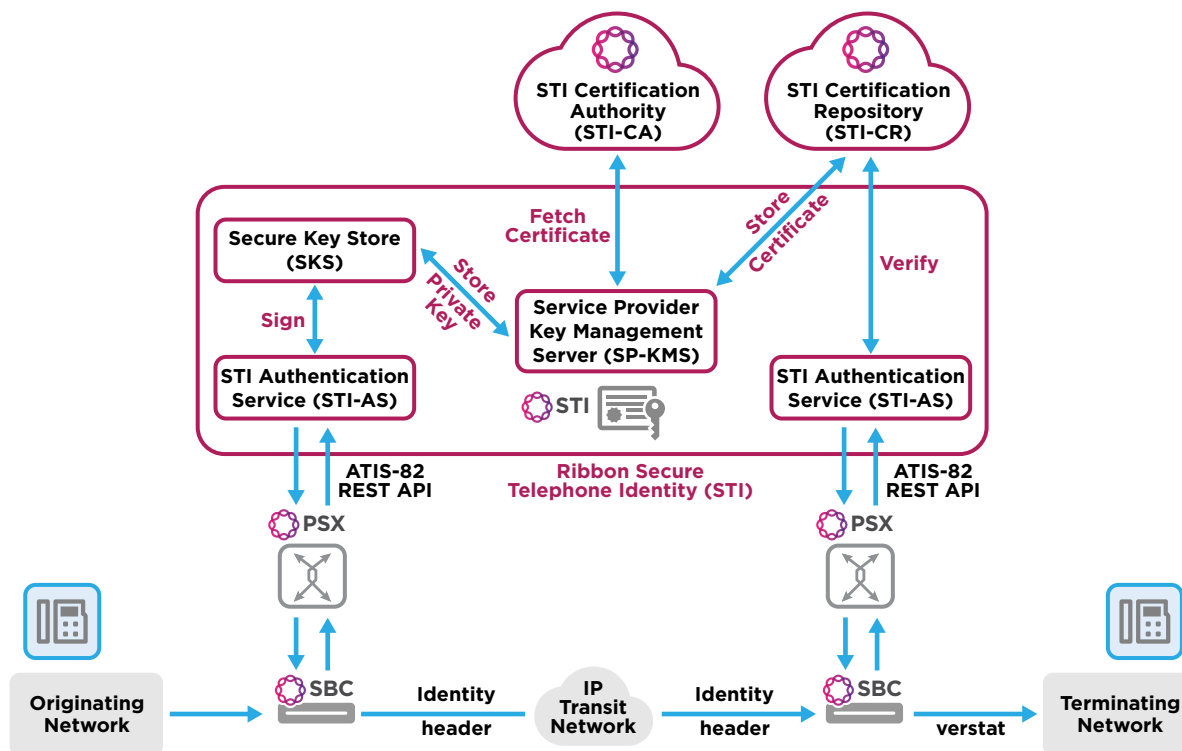 STI Certification
Authority
(STI-CA)
STI Certification
Repository
(STI-CR)
Fetch
Certificate
Store
Certificate
Secure Key Store
(SKS)
Store
Private
Key
Verify
Sign
Service Provider
Key Management
Server (SP-KMS)
STI Authentication
Service (STI-AS)
STI
STI Authentication
Service (STI-AS)
Ribbon Secure
Telephone Identity (STI)
ATIS-82
REST API
ATIS-82
REST API
PSX
PSX
Originating
Network
SBC
Identity
header
IP
Transit
Network
Identity
header
SBC
verstat
Terminating
Network